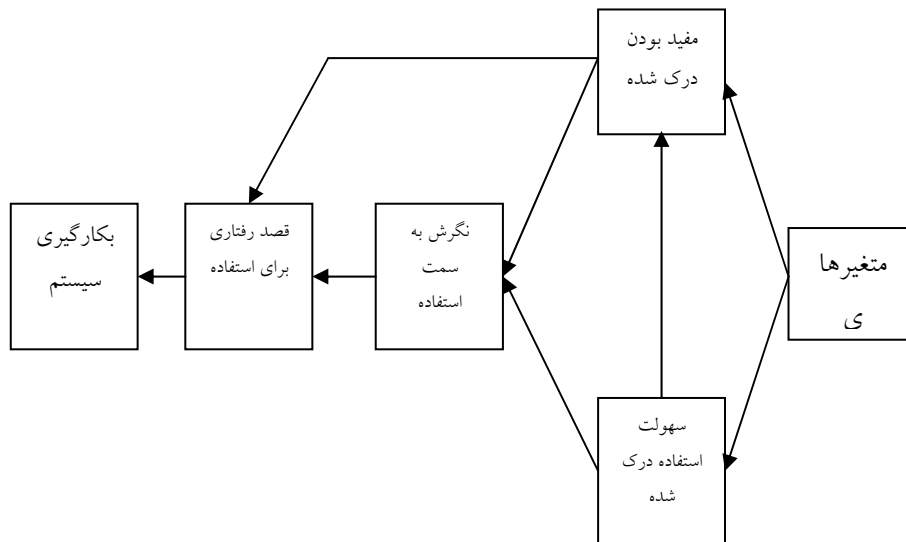 مفید بودن
درک شده
متغیرها
ی
سهولت
استفاده درک
شده
نگرش به
سمت
استفاده
قصد رفتاری
برای استفاده
بکارگیری
سیستم